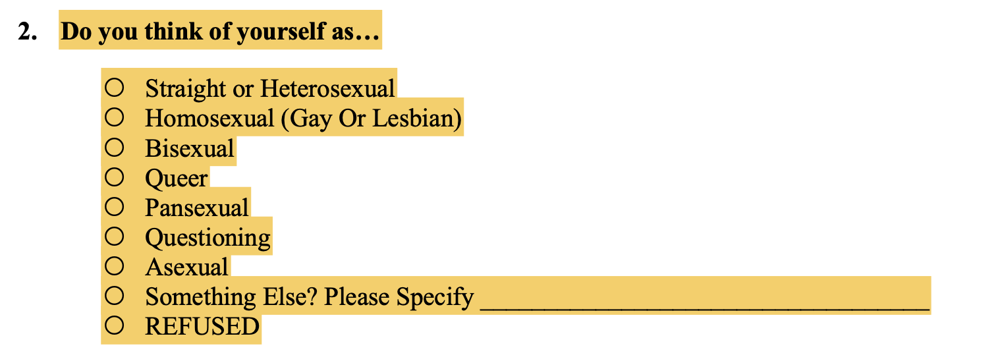 2. Do you think of yourself as…
Straight or Heterosexual
Homosexual (Gay Or Lesbian)
Bisexual
Queer
Pansexual
Questioning
Asexual
Something Else? Please Specify ___________________________________
REFUSED